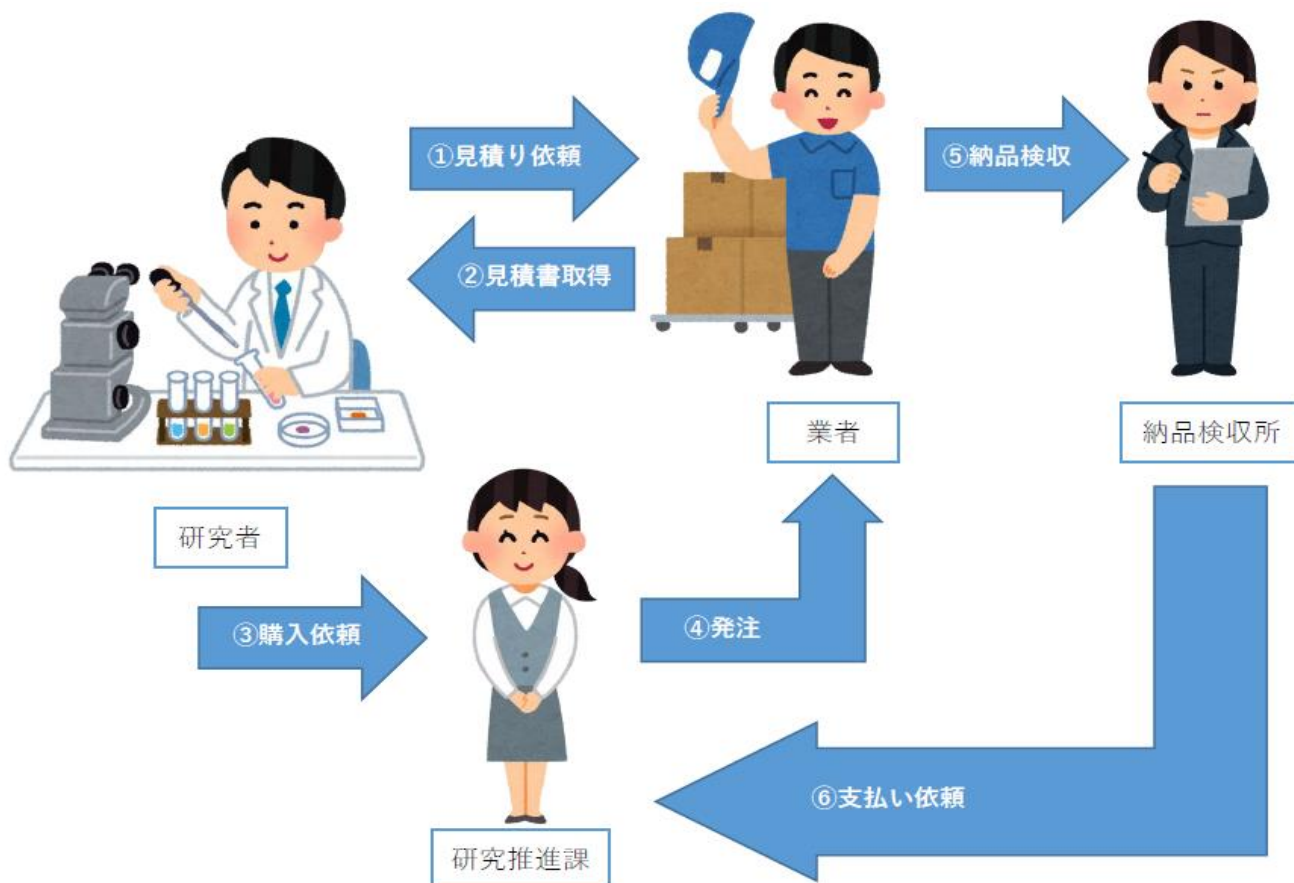 ①見積り依頼
②見積書取得
⑤納品検収
業者
納品検収所
研究者
③購入依頼
④発注
⑥支払い依頼
研究推進課